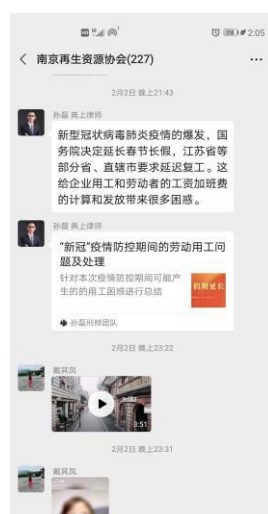 2:05
南京再生资源协会(227)
2月2日 晚上21:43
孙磊 典上律师
新型冠状病毒肺炎疫情的爆发，国
务院决定延长春节长假，江苏省等
部分省、直辖市要求延迟复工。这
给企业用工和劳动者的工资加班费
的计算和发放带来很多困惑。
孙磊 典上律师
“新冠”疫情防控期间的劳动用工问
题及处理
针对本次疫情防控期间可能产
生的的用工困惑进行总结
假期延长
孙磊刑辩团队
2月2日 晚上23:22
戴其凤
3:51
2月2日 晚上23:31
戴其凤